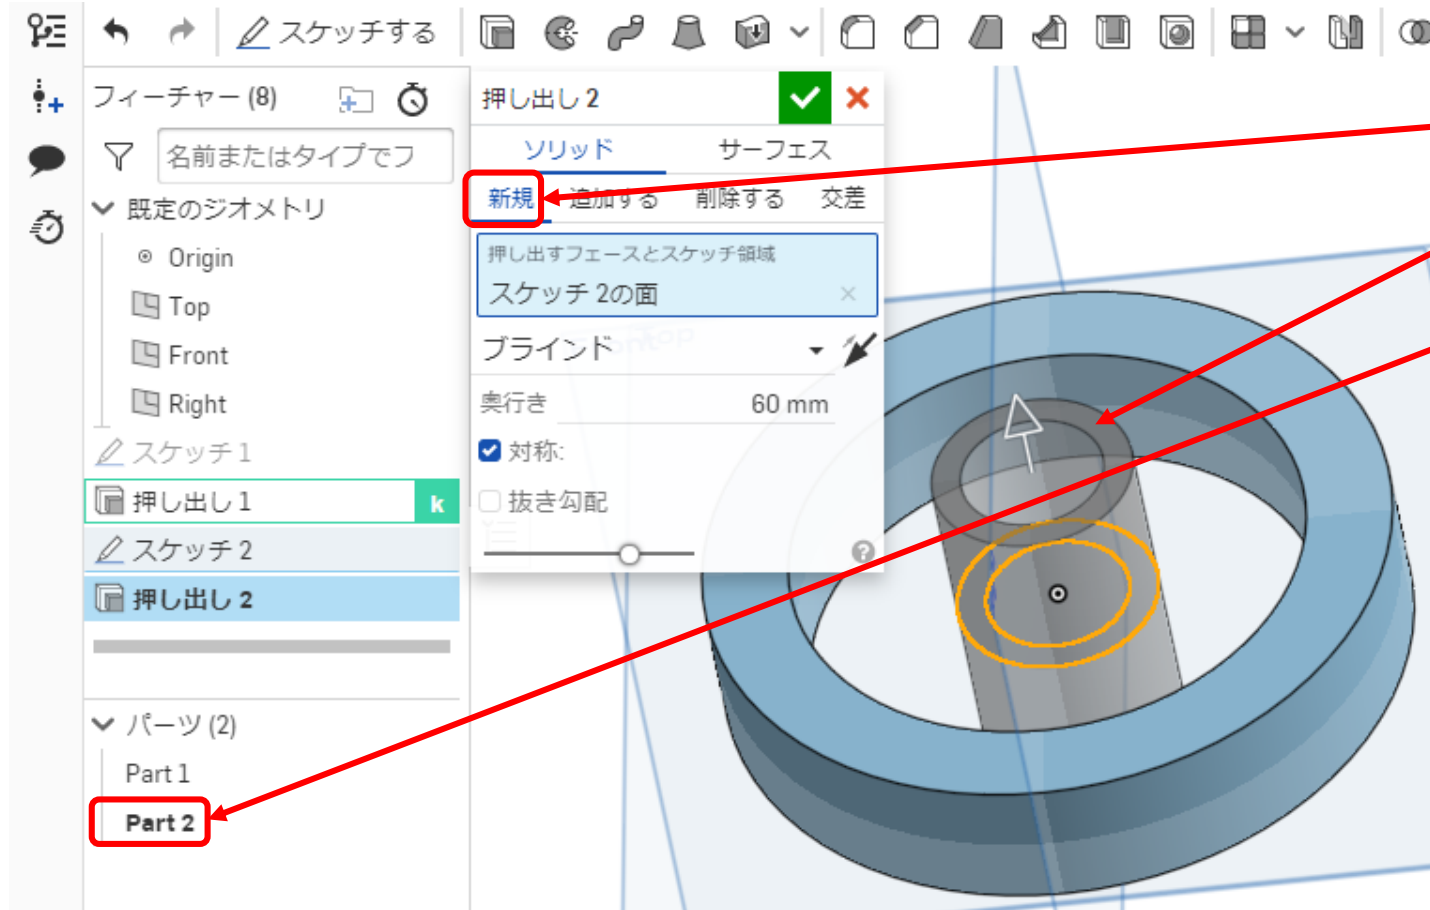 スケッチする
フィーチャー (8)
名前またはタイプでフ
既定のジオメトリ
Origin
Top
Front
Right
スケッチ 1
押し出し 1
k
スケッチ 2
押し出し 2
パーツ (2)
Part 1
Part 2
押し出し 2
ソリッド サーフェス
新規 追加する 削除する 交差
押し出すフェースとスケッチ領域
スケッチ 2の面
ブラインド
奥行き 60 mm
対称:
抜き勾配